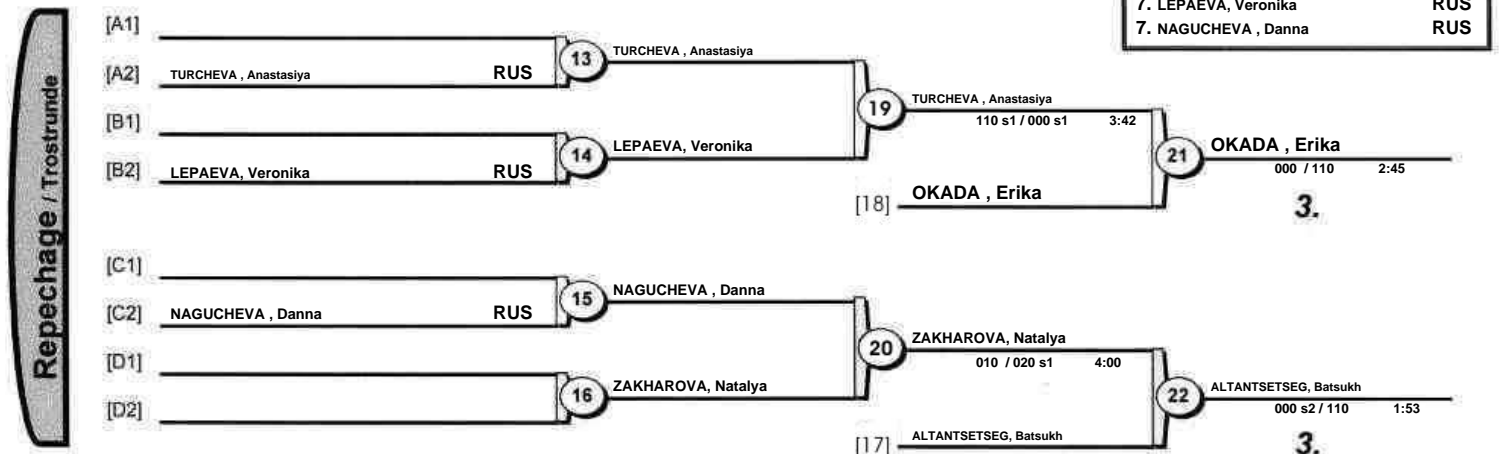 7. LEPAEVA, Veronika RUS
7. NAGUCHEVA , Danna RUS
Repechage / Trostrunde
[A1]
TURCHEVA , Anastasiya
13
[A2] TURCHEVA , Anastasiya RUS
TURCHEVA , Anastasiya
19
110 s1 / 000 s1 3:42
[B1]
OKADA , Erika
LEPAEVA, Veronika
14
21
[B2] LEPAEVA, Veronika RUS
000 / 110 2:45
[18] OKADA , Erika
3.
[C1]
NAGUCHEVA , Danna
15
[C2] NAGUCHEVA , Danna RUS
ZAKHAROVA, Natalya
20
010 / 020 s1 4:00
[D1]
ZAKHAROVA, Natalya
16
ALTANTSETSEG, Batsukh
22
[D2]
000 s2 / 110 1:53
[17] ALTANTSETSEG, Batsukh
3.